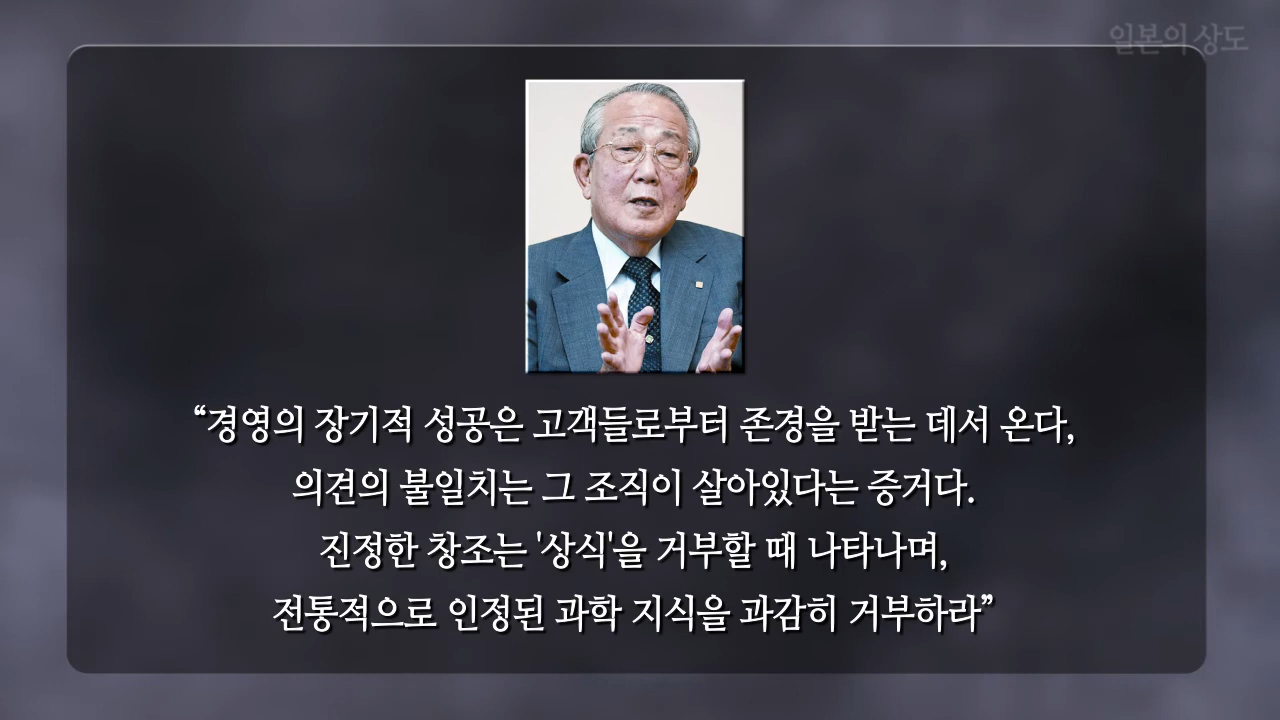 일본의 상도
“경영의 장기적 성공은 고객들로부터 존경을 받는 데서 온다,
의견의 불일치는 그 조직이 살아있다는 증거다.
진정한 창조는 '상식'을 거부할 때 나타나며,
전통적으로 인정된 과학 지식을 과감히 거부하라”